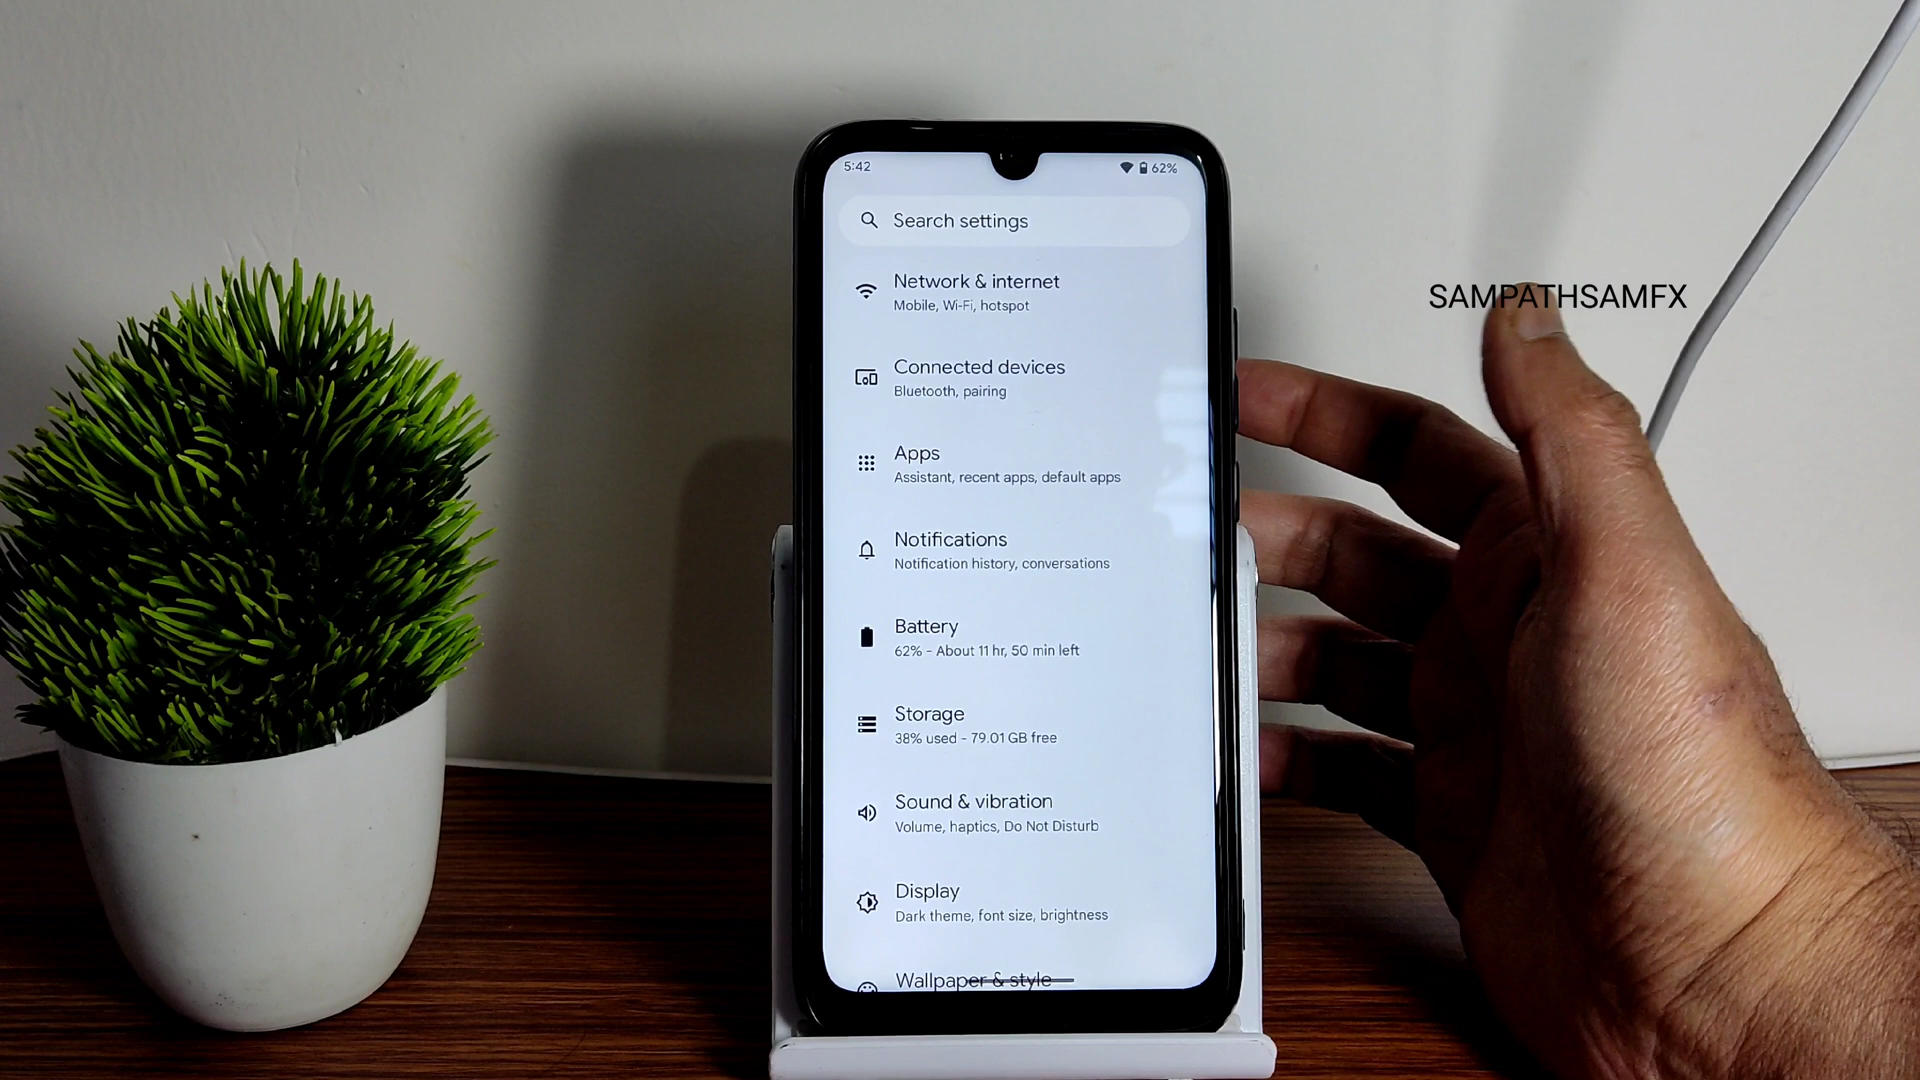 5:42
62%
Search settings
Network & internet
Mobile, Wi-Fi, hotspot
SAMPATHSAMFX
Connected devices
Bluetooth, pairing
Apps
Assistant, recent apps, default apps
Notifications
Notification history, conversations
Battery
62% - About 11 hr, 50 min left
Storage
38% used - 79.01 GB free
Sound & vibration
Volume, haptics, Do Not Disturb
Display
Dark theme, font size, brightness
Wallpaper & style